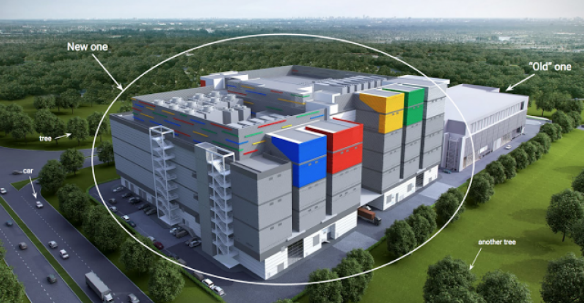 New one
"Old" one
tree
car
another tree